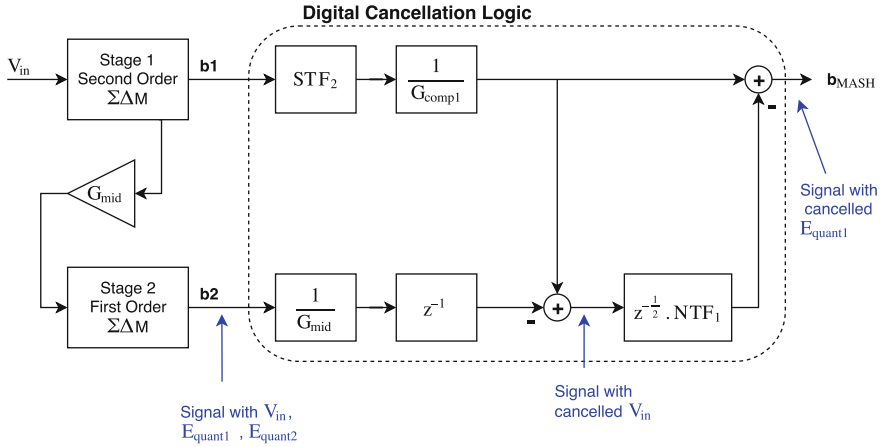 Digital Cancellation Logic
V_in
Stage 1
Second Order
ΣΔM
b1
STF_2
1
G_comp1
+
-
b_MASH
G_mid
Signal with
cancelled
E_quant1
Stage 2
First Order
ΣΔM
b2
1
G_mid
z^-1
-
+
z^-1/2 . NTF_1
Signal with V_in,
E_quant1 , E_quant2
Signal with
cancelled V_in